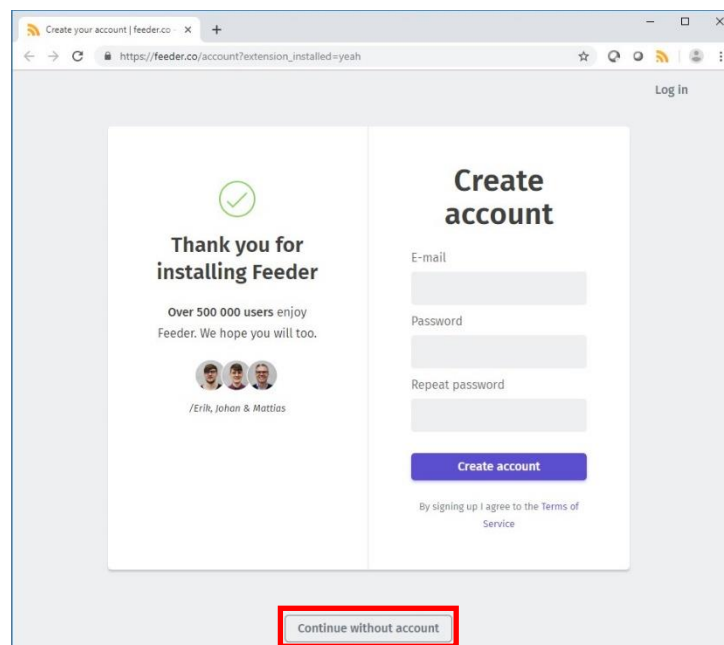 Create your account | feeder.co
https://feeder.co/account?extension_installed=yeah
Log in
Thank you for
installing Feeder
Over 500 000 users enjoy
Feeder. We hope you will too.
/Erik, Johan & Mattias
Create
account
E-mail
Password
Repeat password
Create account
By signing up I agree to the Terms of
Service
Continue without account